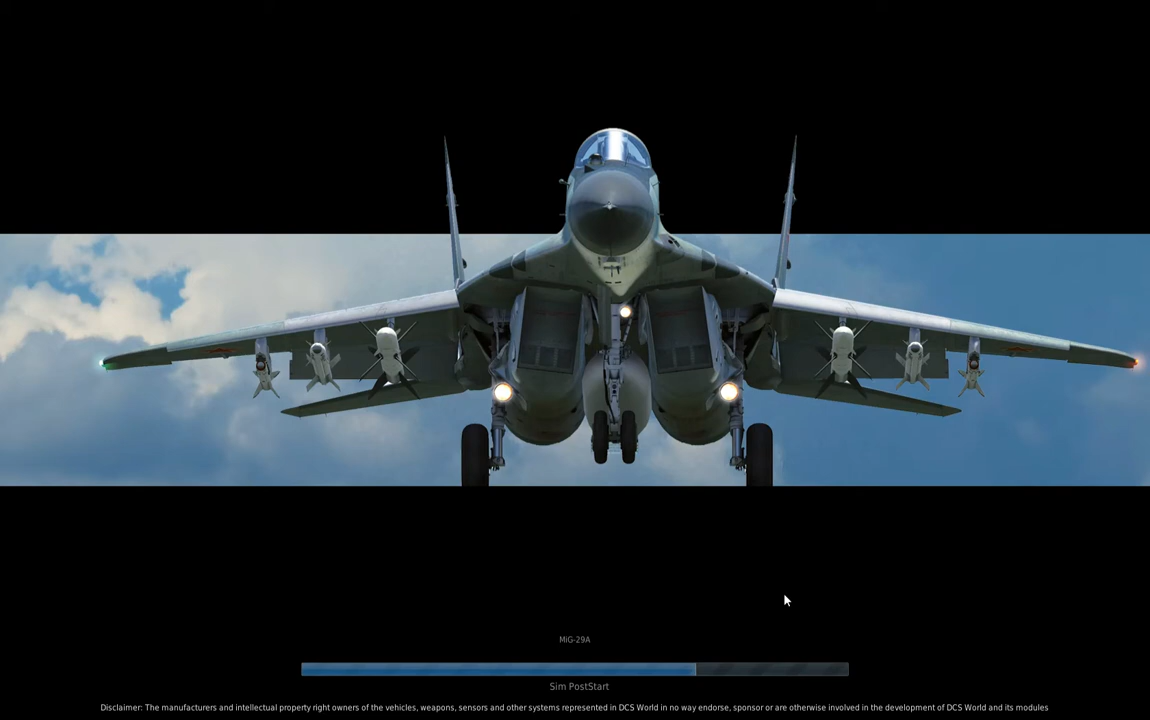 MiG-29A
Sim PostStart
Disclaimer: The manufacturers and intellectual property right owners of the vehicles, weapons, sensors and other systems represented in DCS World in no way endorse, sponsor or are otherwise involved in the development of DCS World and its modules